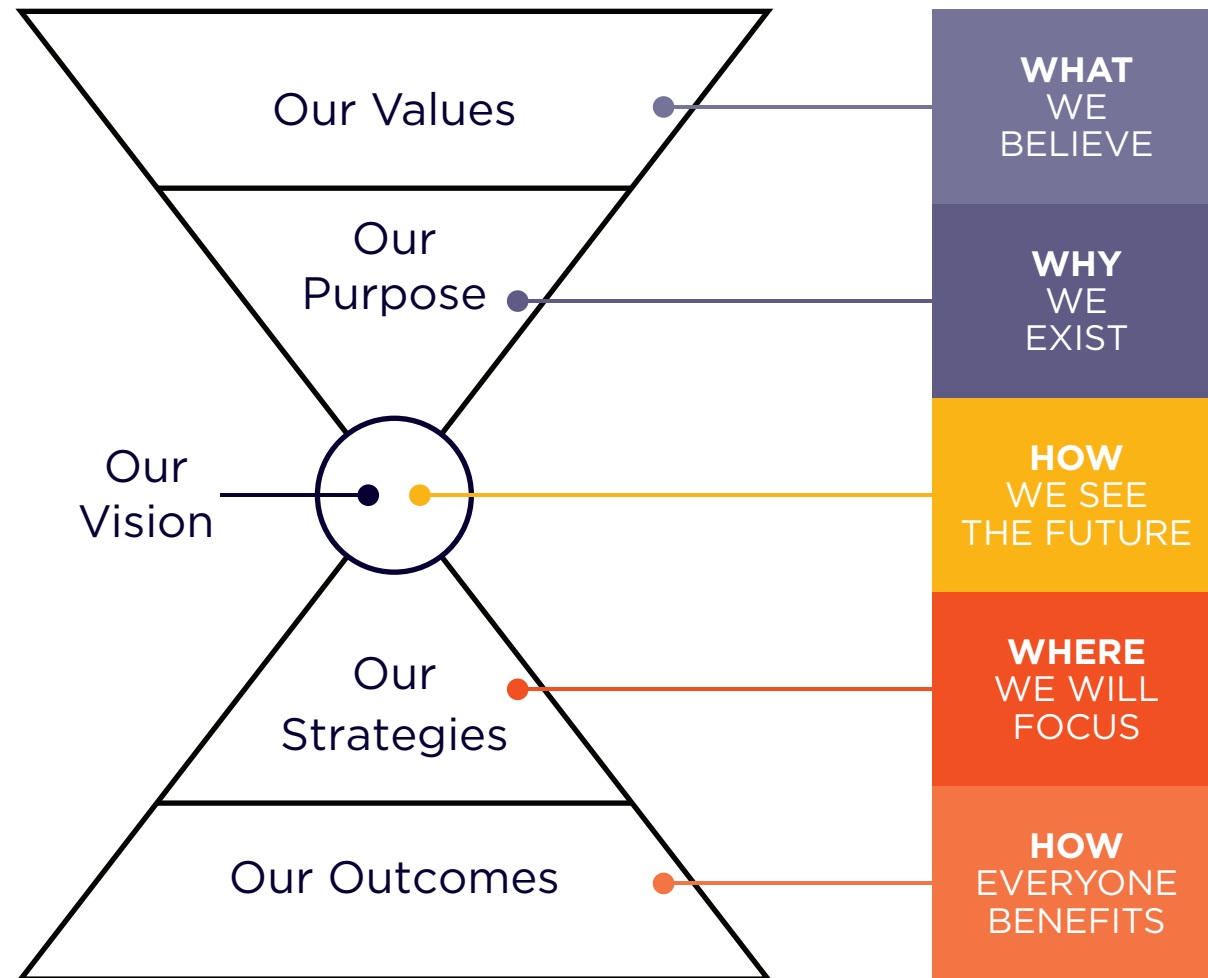 Our Values
WHAT
WE
BELIEVE
Our
Purpose
WHY
WE
EXIST
Our
Vision
HOW
WE SEE
THE FUTURE
Our
Strategies
WHERE
WE WILL
FOCUS
Our Outcomes
HOW
EVERYONE
BENEFITS